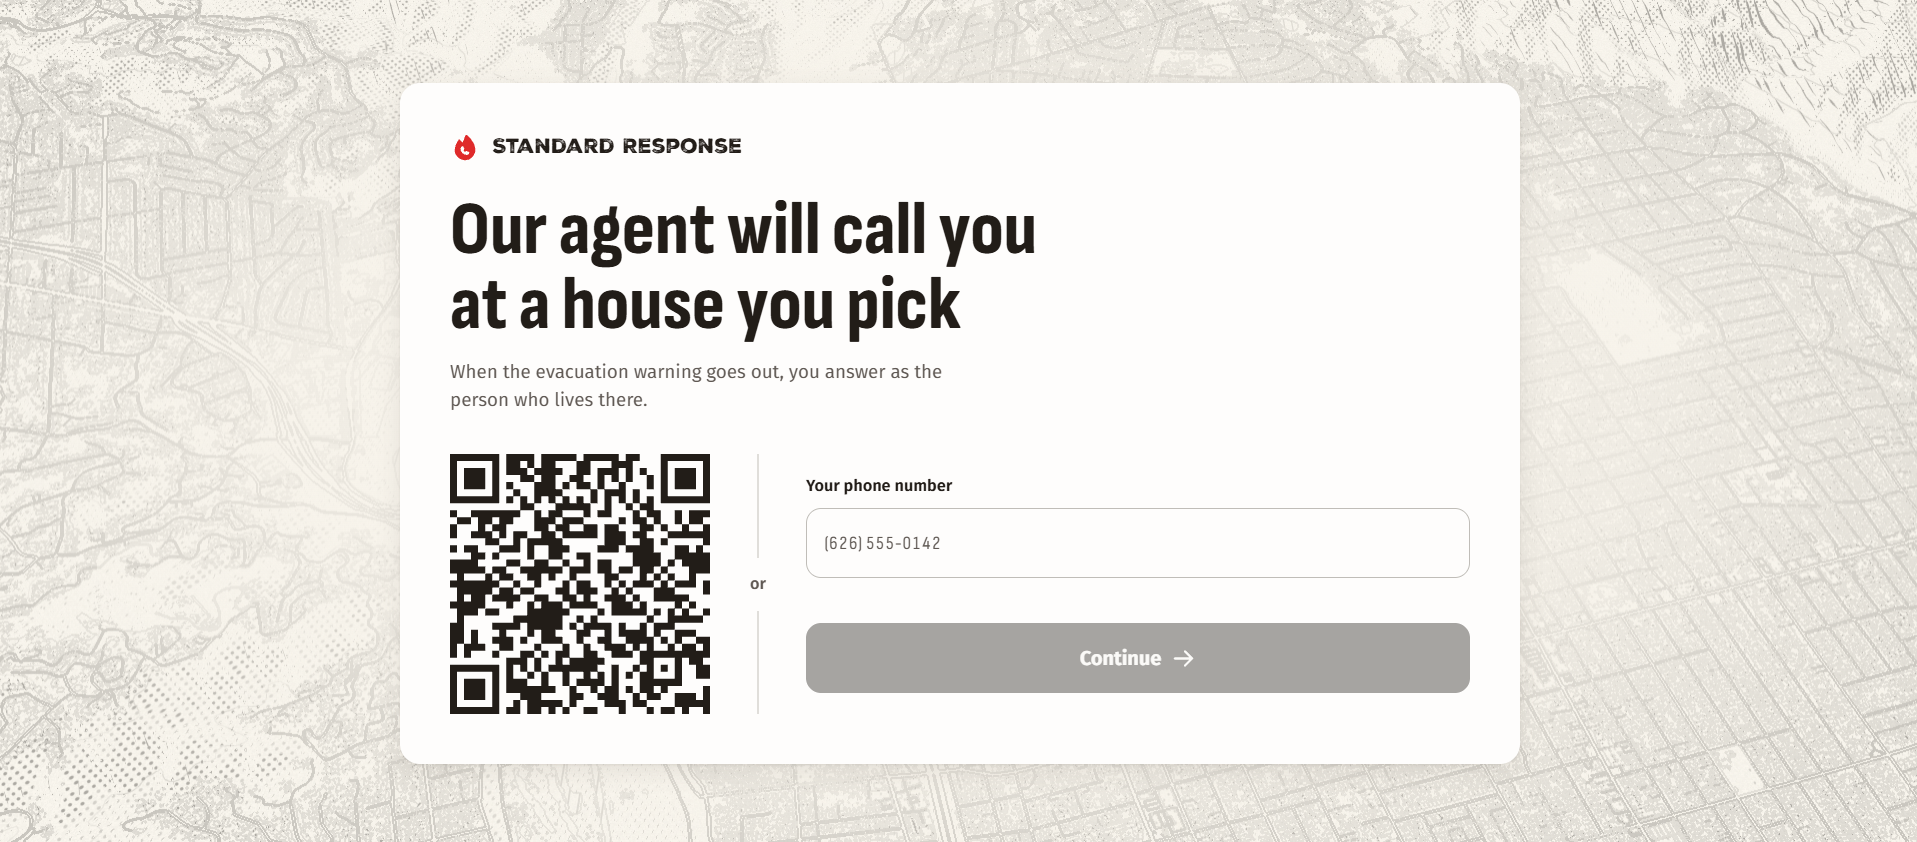 STANDARD RESPONSE
Our agent will call you
at a house you pick
When the evacuation warning goes out, you answer as the
person who lives there.
Your phone number
(626) 555-0142
or
Continue →